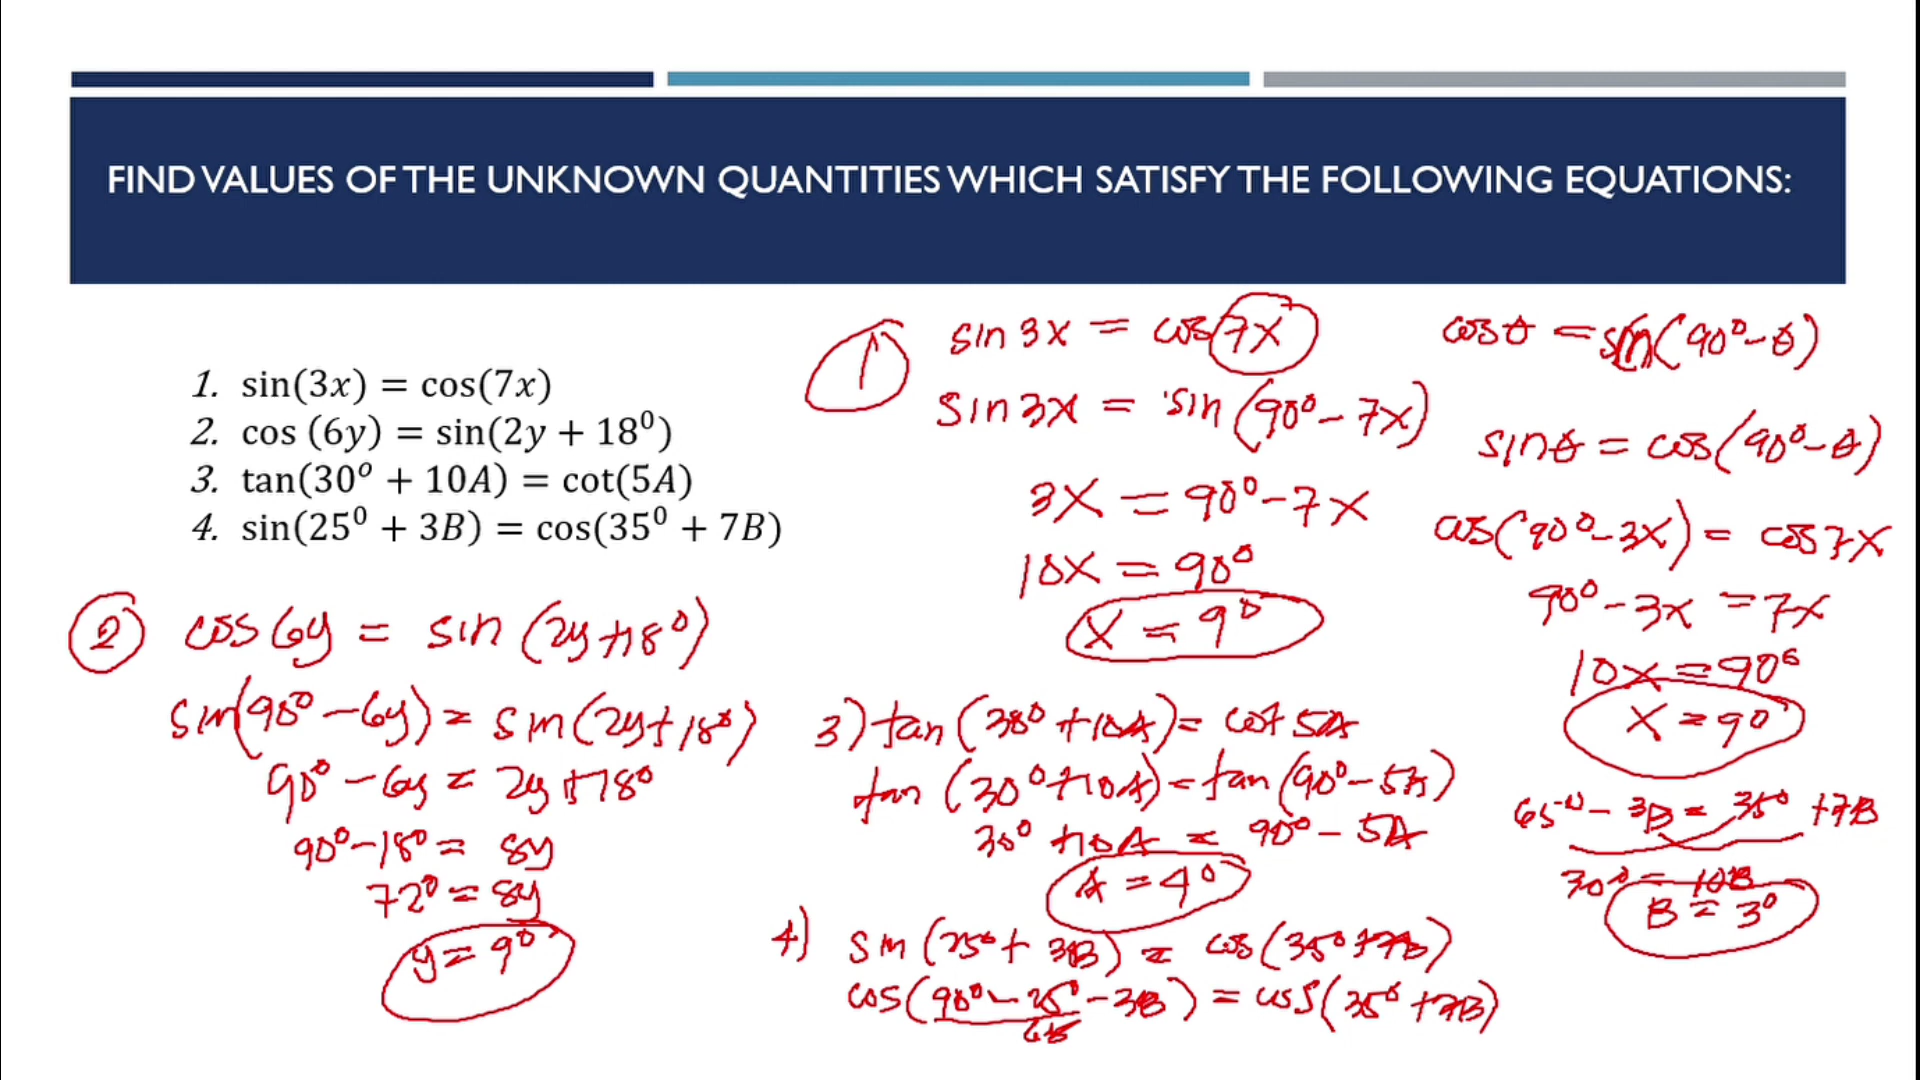 FIND VALUES OF THE UNKNOWN QUANTITIES WHICH SATISFY THE FOLLOWING EQUATIONS:
1. sin(3x) = cos(7x)
2. cos (6y) = sin(2y + 18⁰)
3. tan(30ᵒ + 10A) = cot(5A)
4. sin(25⁰ + 3B) = cos(35⁰ + 7B)
1 sin 3x = cos 7x
sin 3x = sin (90° - 7x)
3x = 90° - 7x
10x = 90°
x = 9°
cos θ = sin (90° - θ)
sin θ = cos (90° - θ)
cos (90° - 3x) = cos 7x
90° - 3x = 7x
10x = 90°
x = 9°
2 cos 6y = sin (2y + 18°)
sin (90° - 6y) = sin (2y + 18°)
90° - 6y = 2y + 18°
90° - 18° = 8y
72° = 8y
y = 9°
3) tan (30° + 10A) = cot 5A
tan (30° + 10A) = tan (90° - 5A)
30° + 10A = 90° - 5A
A = 4°
4) sin (25° + 3B) = cos (35° + 7B)
cos (90° - 25° - 3B) = cos (35° + 7B)
65
65° - 3B = 35° + 7B
30° = 10B
B = 3°